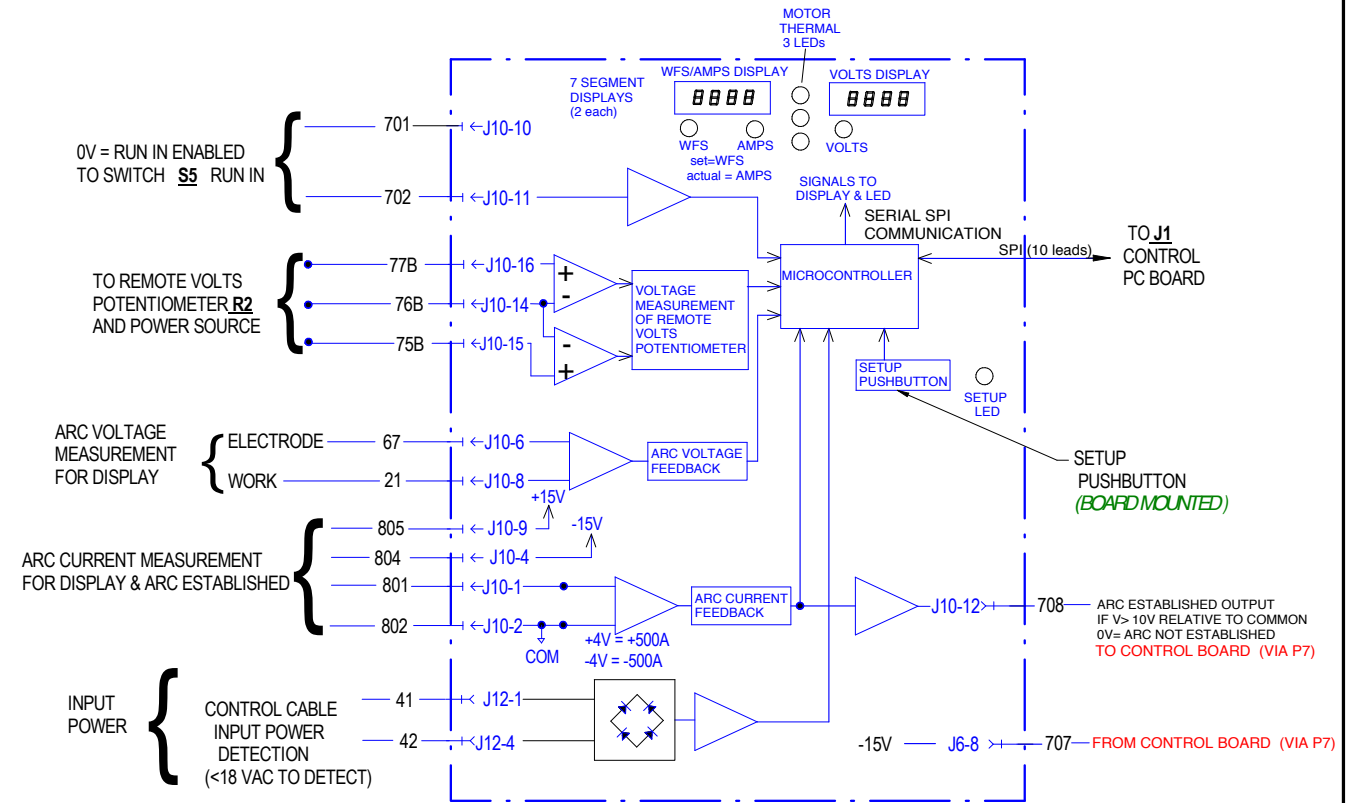 MOTOR
THERMAL
3 LEDs
7 SEGMENT
DISPLAYS
(2 each)
WFS/AMPS DISPLAY
8888
WFS
AMPS
set=WFS
actual = AMPS
VOLTS DISPLAY
8888
VOLTS
0V = RUN IN ENABLED
TO SWITCH S5 RUN IN
701
J10-10
702
J10-11
SIGNALS TO
DISPLAY & LED
SERIAL SPI
COMMUNICATION
MICROCONTROLLER
SPI (10 leads)
TO J1
CONTROL
PC BOARD
TO REMOTE VOLTS
POTENTIOMETER R2
AND POWER SOURCE
77B
J10-16
76B
J10-14
75B
J10-15
+
-
-
+
VOLTAGE
MEASUREMENT
OF REMOTE
VOLTS
POTENTIOMETER
SETUP
PUSHBUTTON
SETUP
LED
SETUP
PUSHBUTTON
(BOARD MOUNTED)
ARC VOLTAGE
MEASUREMENT
FOR DISPLAY
ELECTRODE
67
J10-6
WORK
21
J10-8
ARC VOLTAGE
FEEDBACK
+15V
-15V
ARC CURRENT MEASUREMENT
FOR DISPLAY & ARC ESTABLISHED
805
J10-9
804
J10-4
801
J10-1
802
J10-2
COM
+4V = +500A
-4V = -500A
ARC CURRENT
FEEDBACK
J10-12
708
ARC ESTABLISHED OUTPUT
IF V> 10V RELATIVE TO COMMON
0V= ARC NOT ESTABLISHED
TO CONTROL BOARD (VIA P7)
INPUT
POWER
CONTROL CABLE
INPUT POWER
DETECTION
(<18 VAC TO DETECT)
41
J12-1
42
J12-4
-15V
J6-8
707
FROM CONTROL BOARD (VIA P7)